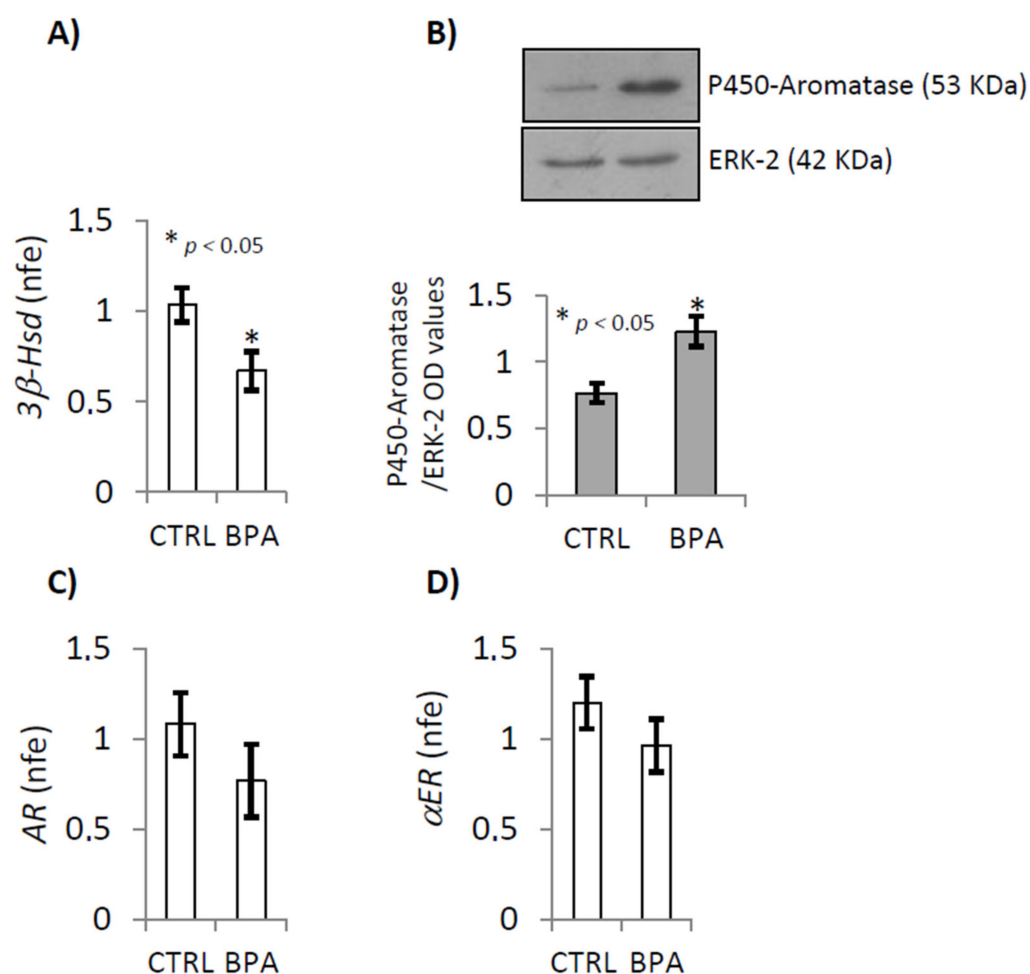 A)
1.5
1
0.5
0
3β-Hsd (nfe)
* p < 0.05
*
CTRL BPA
B)
P450-Aromatase (53 KDa)
ERK-2 (42 KDa)
P450-Aromatase
/ERK-2 OD values
1.5
1
0.5
0
* p < 0.05
*
CTRL BPA
C)
1.5
1
0.5
0
AR (nfe)
CTRL BPA
D)
1.5
1
0.5
0
αER (nfe)
CTRL BPA